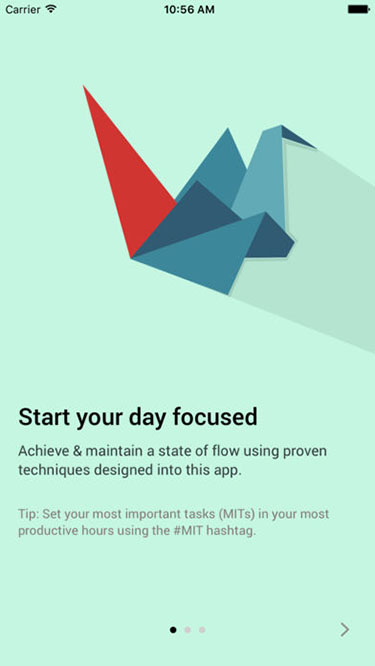 Carrier 10:56 AM
Start your day focused
Achieve & maintain a state of flow using proven
techniques designed into this app.
Tip: Set your most important tasks (MITs) in your most
productive hours using the #MIT hashtag.